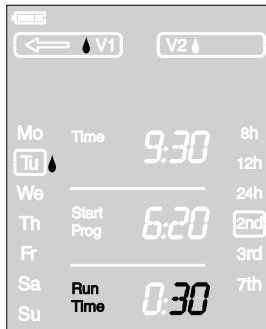 V1 V2
Mo Time 9:30 8h
Tu 12h
We 24h
Th Start Prog 6:20 2nd
Fr 3rd
Sa Run Time 0:30 7th
Su